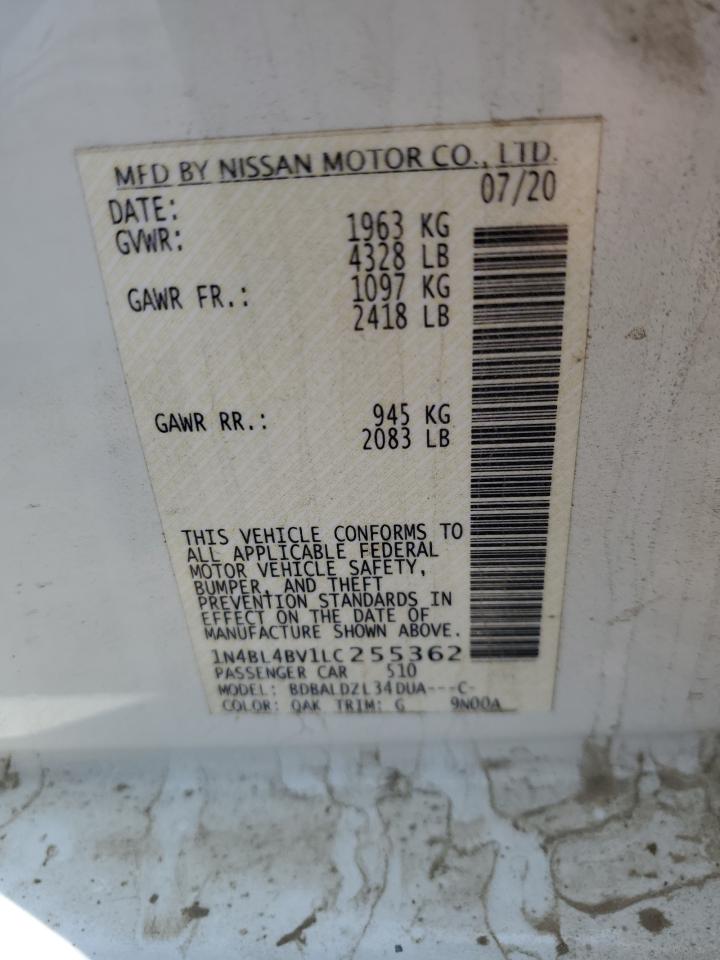 MFD BY NISSAN MOTOR CO., LTD.
DATE: 07/20
GVWR: 1963 KG
4328 LB
GAWR FR.: 1097 KG
2418 LB
GAWR RR.: 945 KG
2083 LB
THIS VEHICLE CONFORMS TO
ALL APPLICABLE FEDERAL
MOTOR VEHICLE SAFETY,
BUMPER, AND THEFT
PREVENTION STANDARDS IN
EFFECT ON THE DATE OF
MANUFACTURE SHOWN ABOVE.
1N4BL4BV1LC255362
PASSENGER CAR 510
MODEL: BDBALDZL34DUA---C-
COLOR: QAK TRIM: G 9N00A